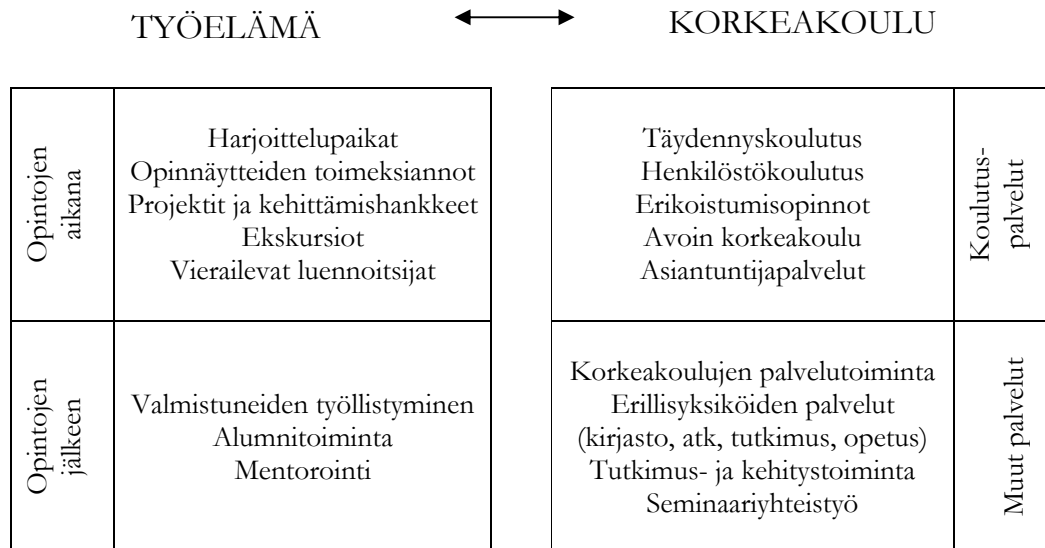 TYÖELÄMÄ
KORKEAKOULU
Opintojen
aikana
Harjoittelupaikat
Opinnäytteiden toimeksiannot
Projektit ja kehittämishankkeet
Ekskursiot
Vierailevat luennoitsijat
Täydennyskoulutus
Henkilöstökoulutus
Erikoistumisopinnot
Avoin korkeakoulu
Asiantuntijapalvelut
Koulutus-
palvelut
Opintojen
jälkeen
Valmistuneiden työllistyminen
Alumnitoiminta
Mentorointi
Korkeakoulujen palvelutoiminta
Erillisyksiköiden palvelut
(kirjasto, atk, tutkimus, opetus)
Tutkimus- ja kehitystoiminta
Seminaariyhteistyö
Muut palvelut